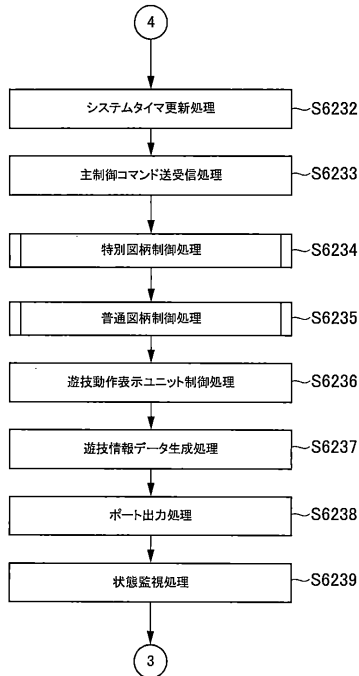 4
システムタイマ更新処理
S6232
主制御コマンド送受信処理
S6233
特別図柄制御処理
S6234
普通図柄制御処理
S6235
遊技動作表示ユニット制御処理
S6236
遊技情報データ生成処理
S6237
ポート出力処理
S6238
状態監視処理
S6239
3